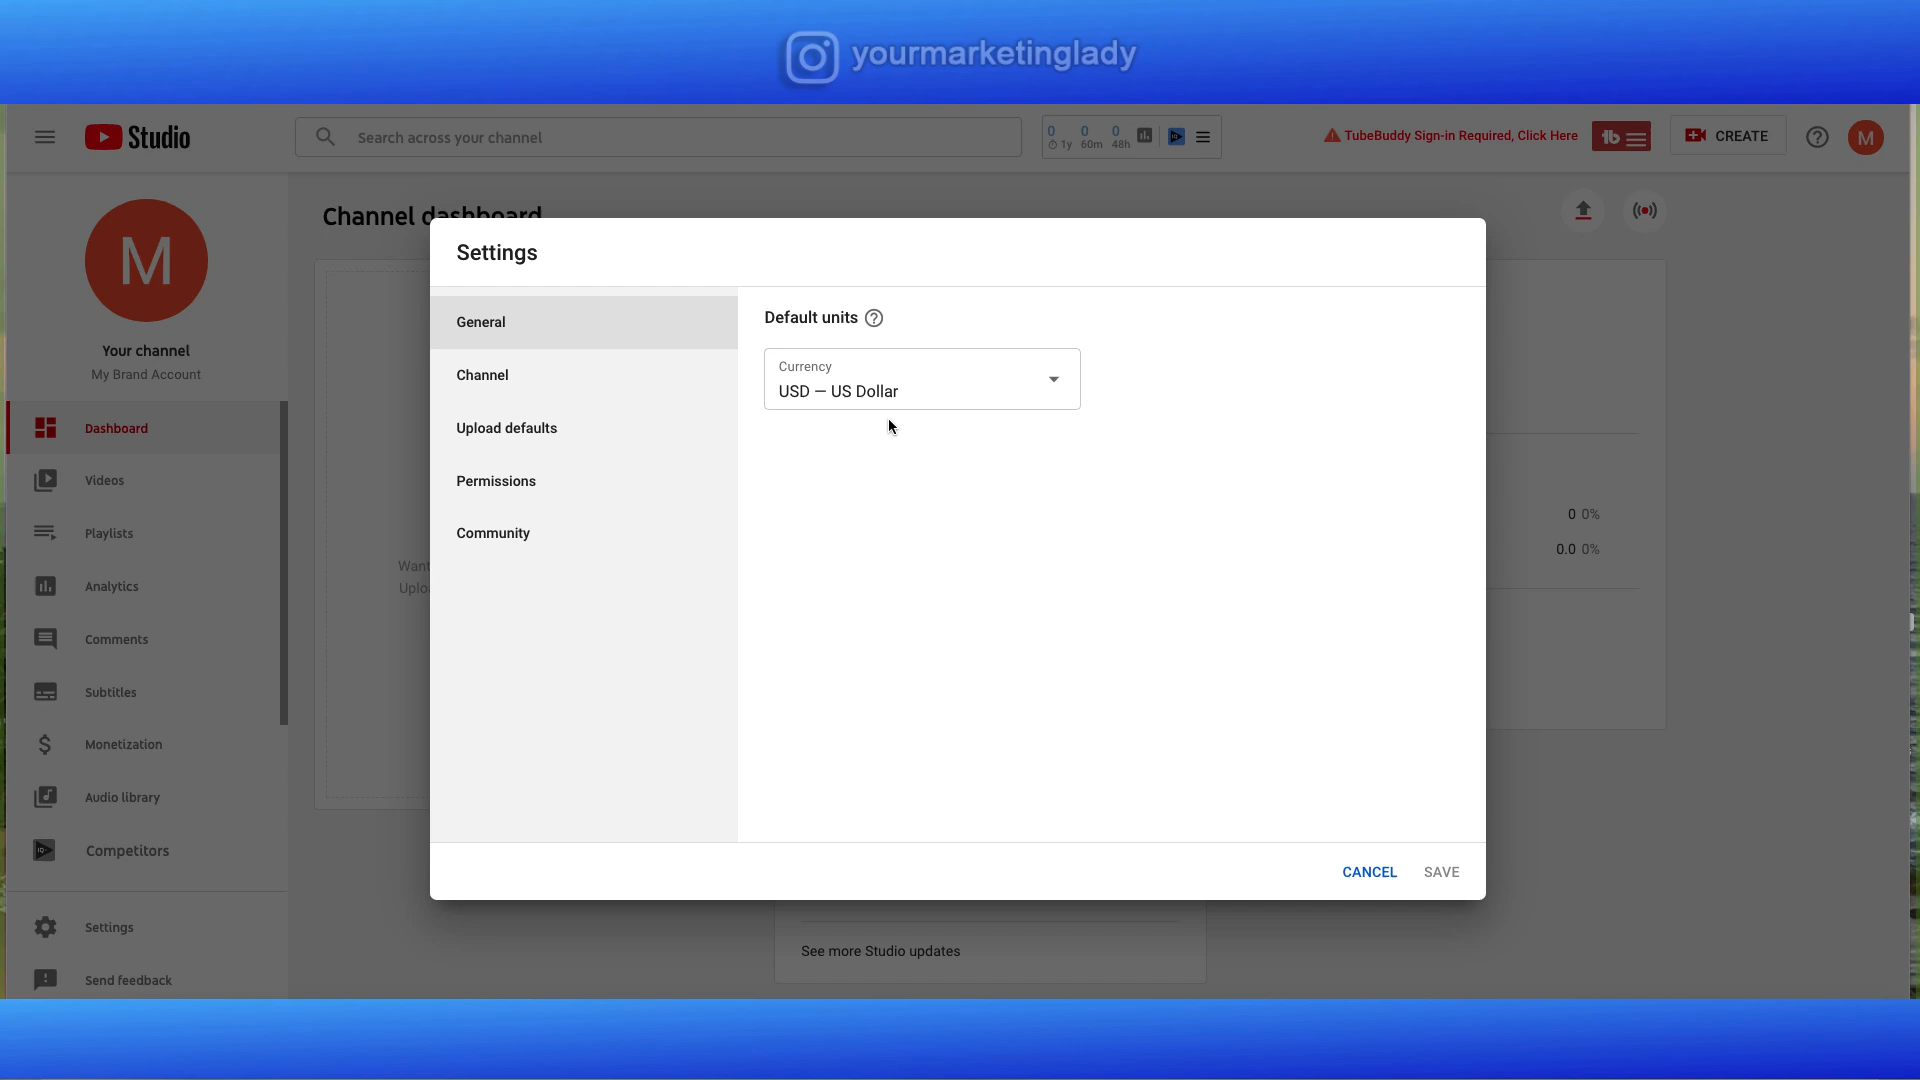 yourmarketinglady
Studio
Search across your channel
0 0 0
1y 60m 48h
TubeBuddy Sign-in Required, Click Here
tb
CREATE
M
M
Your channel
My Brand Account
Dashboard
Videos
Playlists
Analytics
Comments
Subtitles
Monetization
Audio library
Competitors
Settings
Send feedback
Channel dashboard
Want
Uplo
Settings
General
Channel
Upload defaults
Permissions
Community
Default units
Currency
USD — US Dollar
CANCEL
SAVE
0 0%
0.0 0%
See more Studio updates